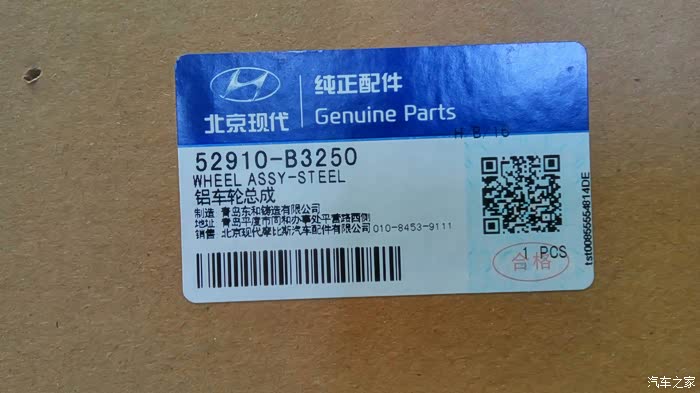 北京现代
纯正配件
Genuine Parts
H.B.16
52910-B3250
WHEEL ASSY-STEEL
铝车轮总成
制造 青岛东和铸造有限公司
地址 青岛平度市同和办事处平营路西侧
销售 北京现代摩比斯汽车配件有限公司010-8453-9111
1 PCS
合格
汽车之家